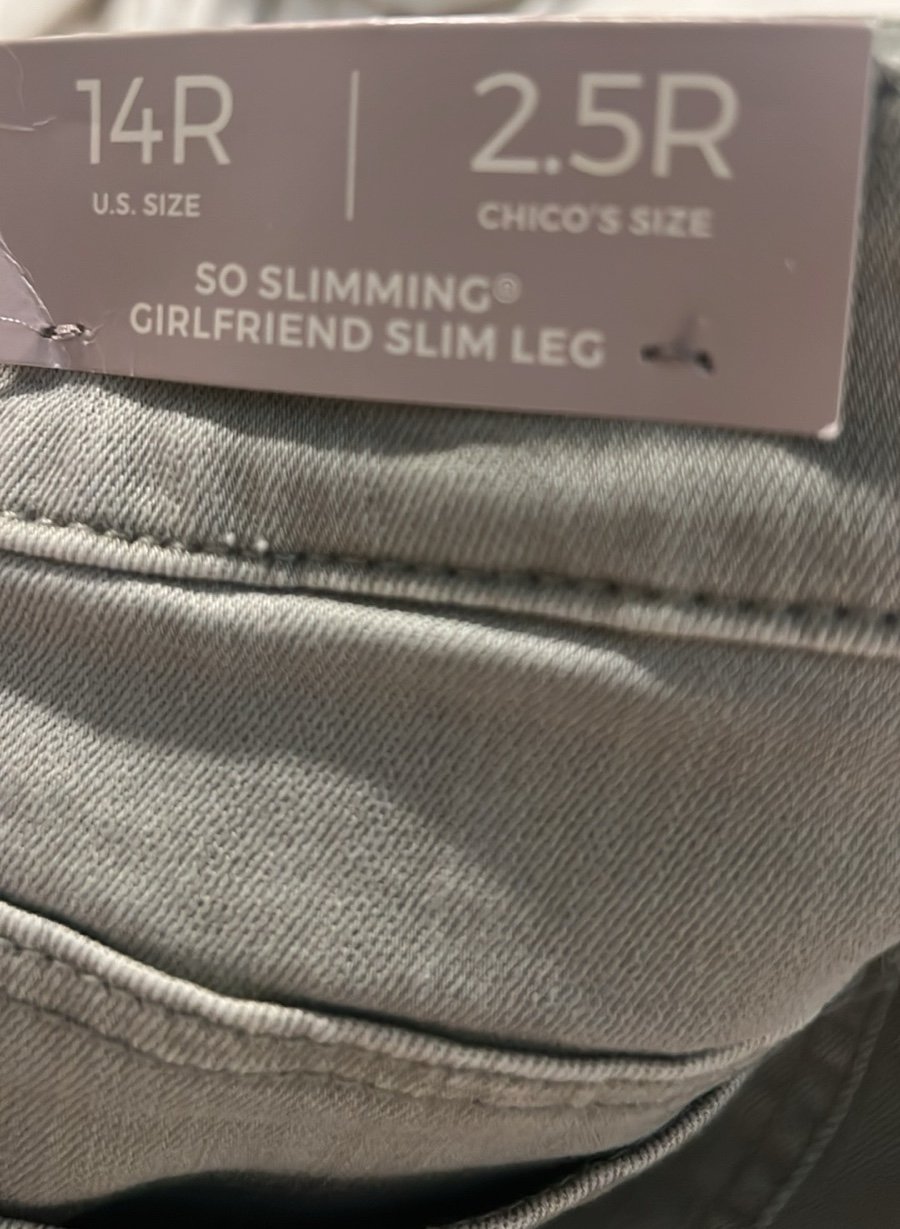 14R | 2.5R
U.S. SIZE CHICO'S SIZE
SO SLIMMING®
GIRLFRIEND SLIM LEG